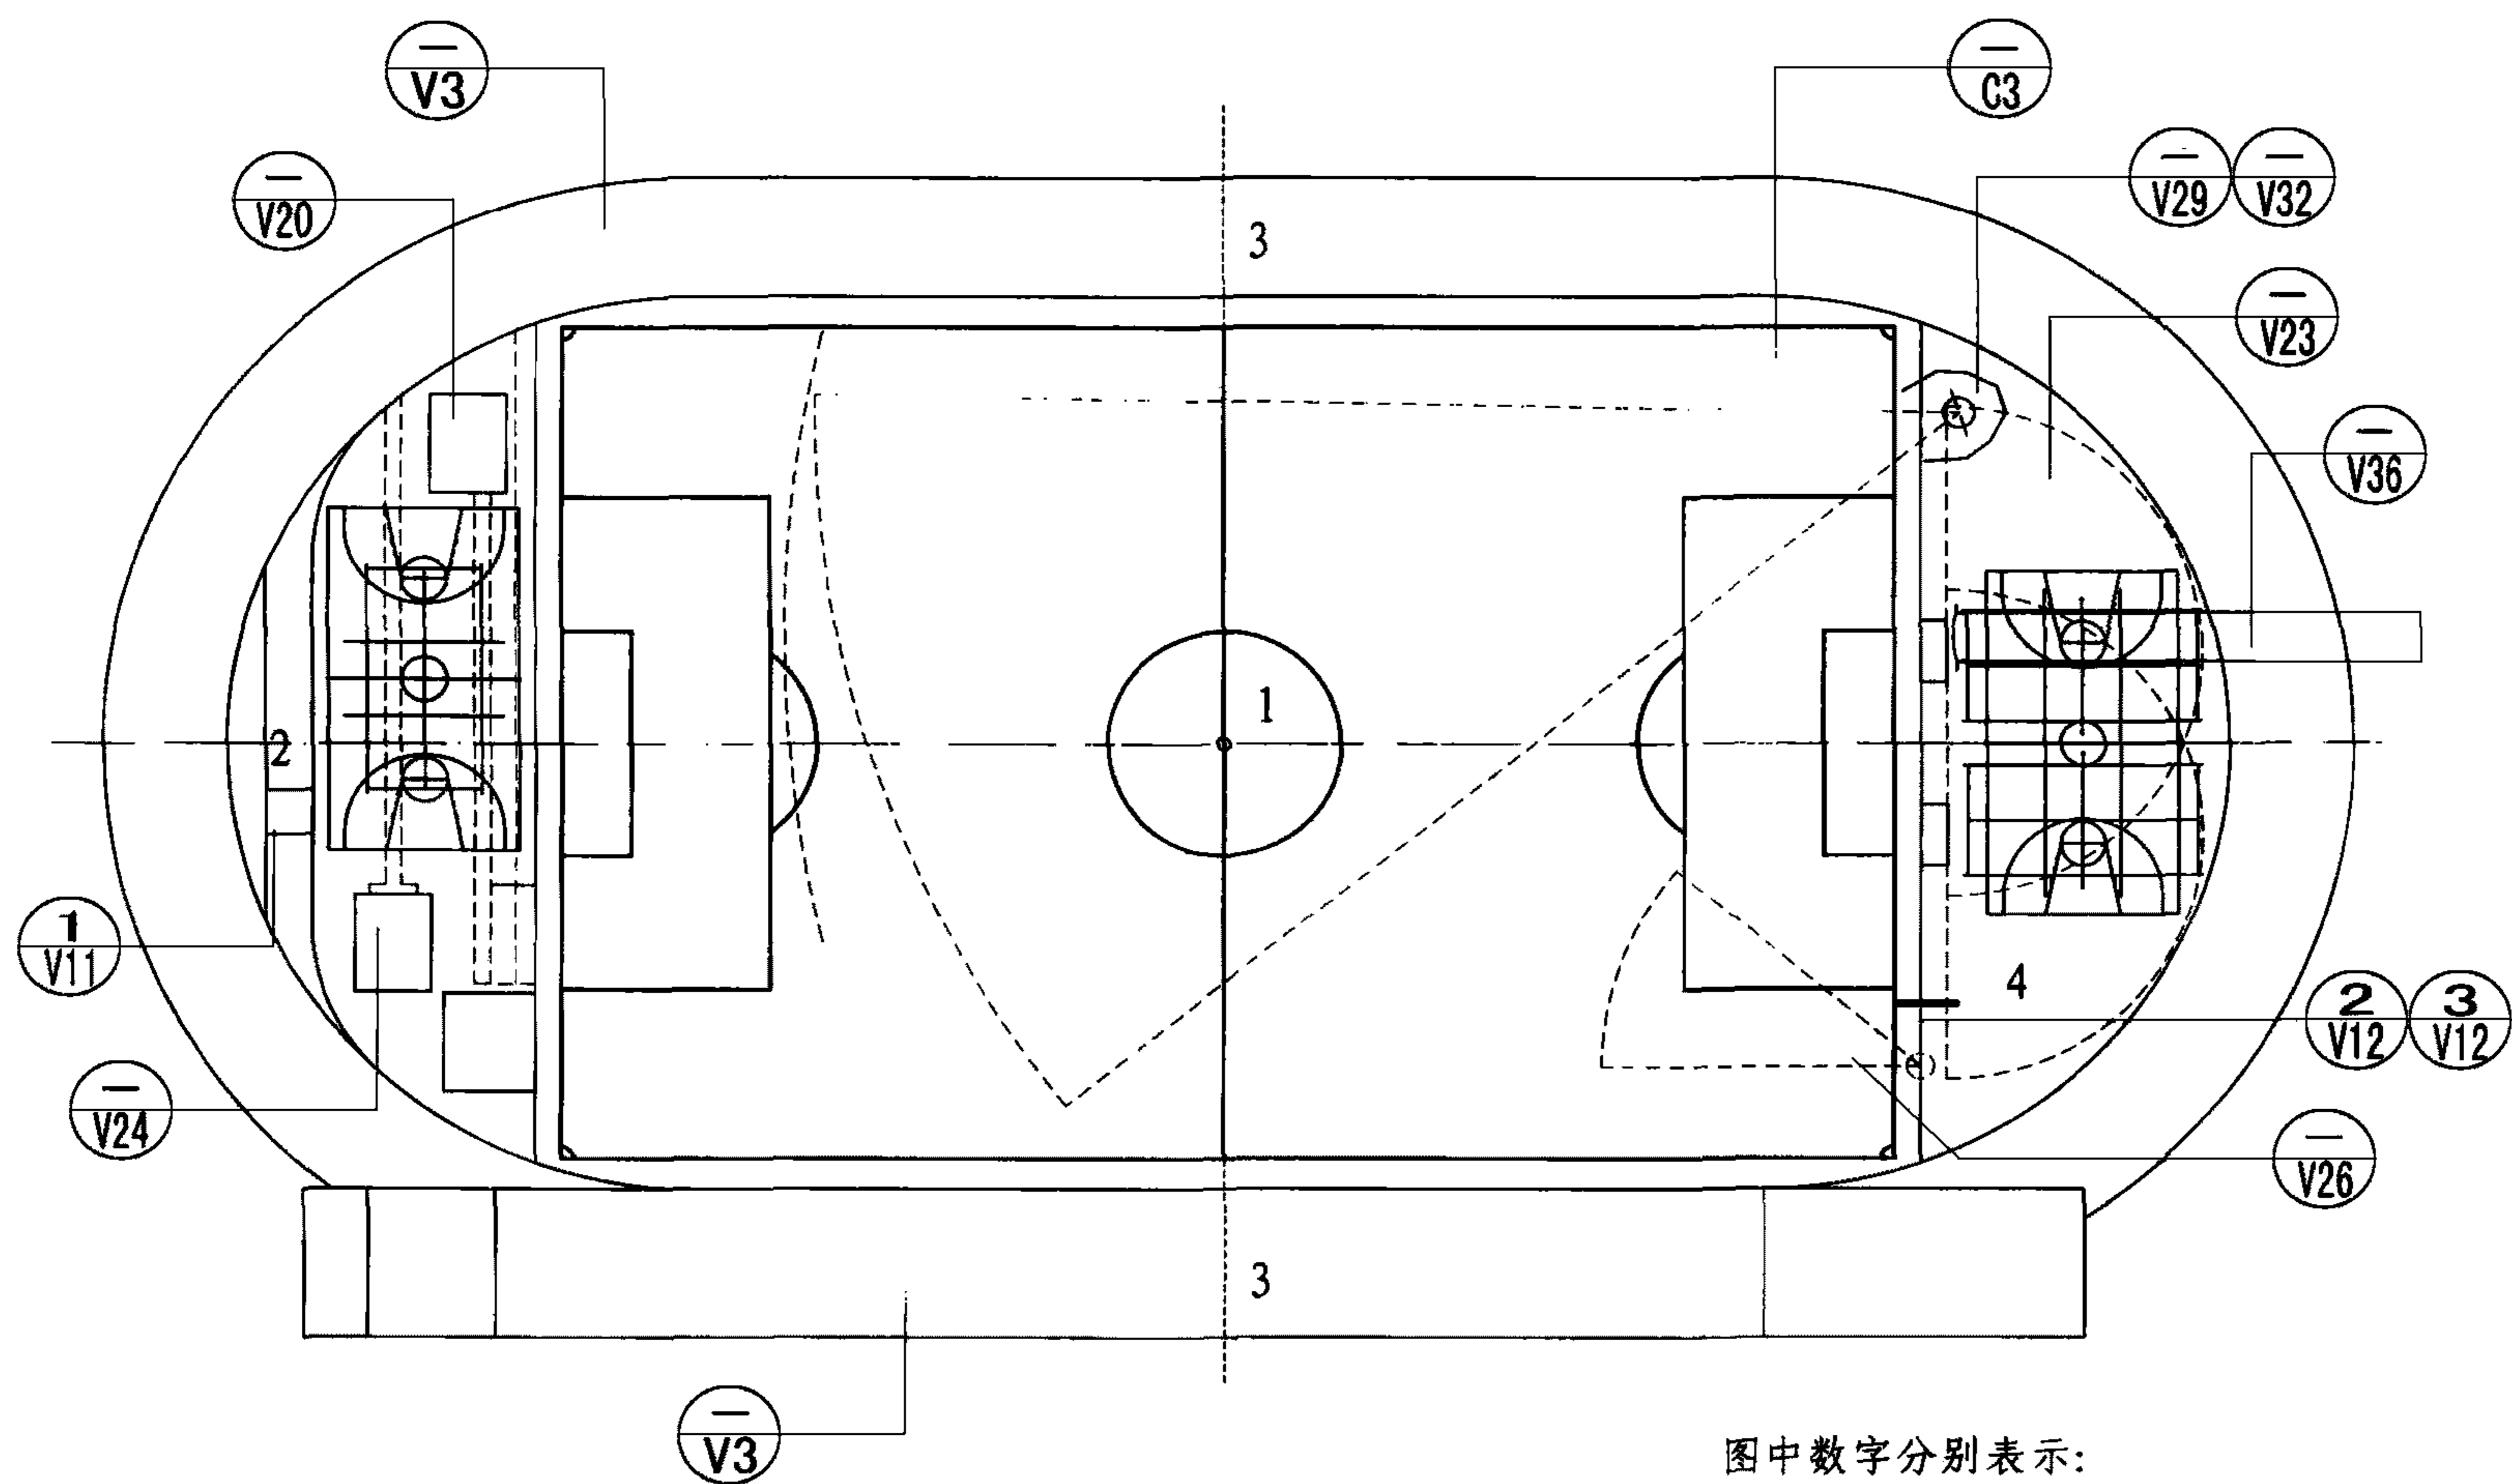 — V3
— C3
— V20
— V29
— V32
3
— V23
— V36
1
2
1 V11
4
2 V12
3 V12
— V24
— V26
3
— V3
图中数字分别表示: